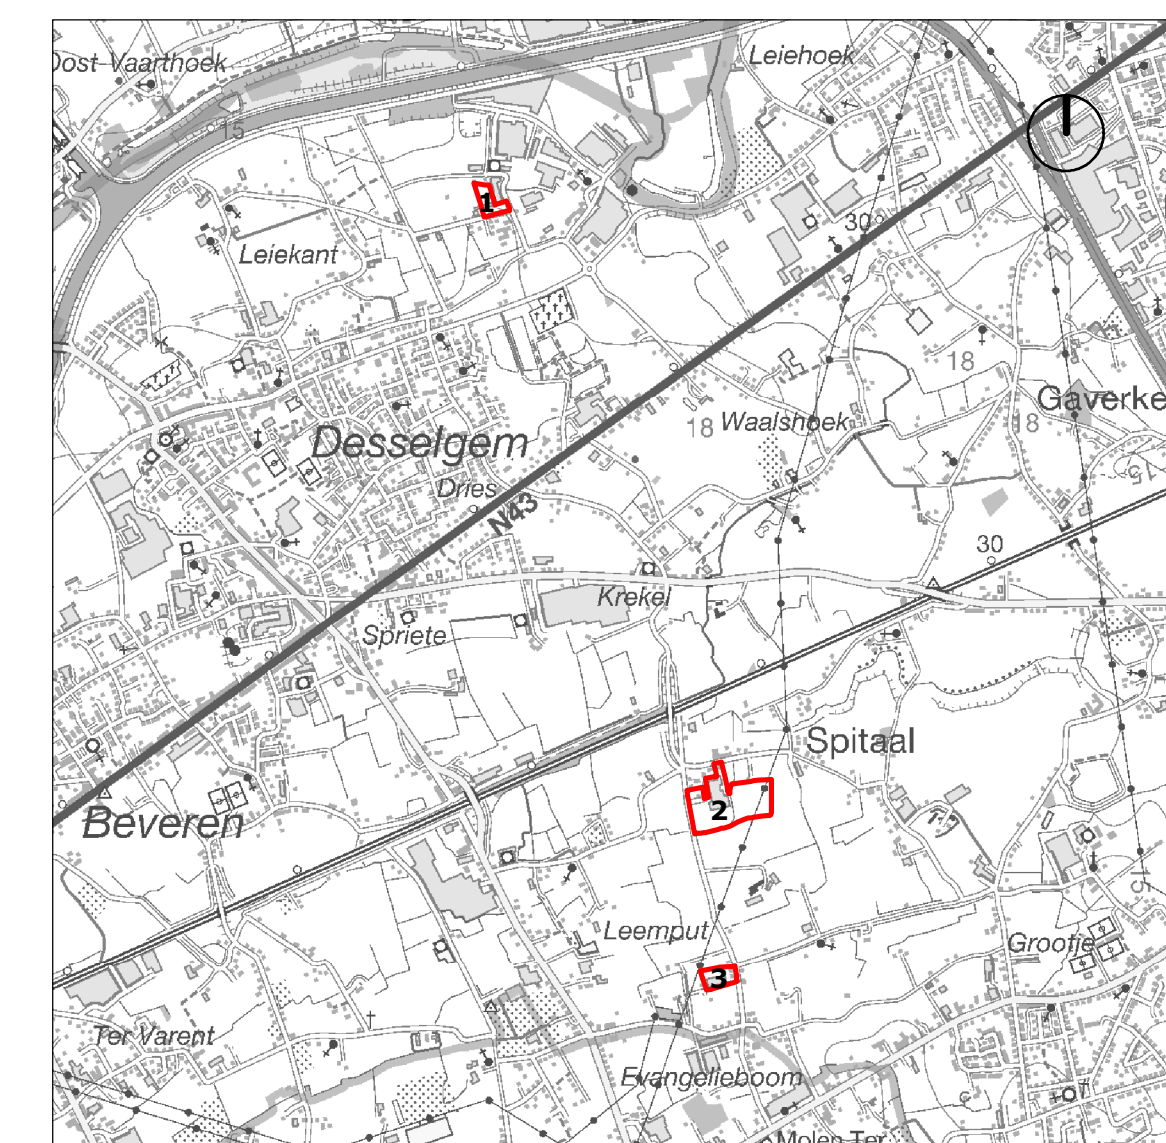 Oost-Vaarthoek
Leiehoek
15
1
30
Leiekant
18
Gaverke
18
Waalshoek
18
Desselgem
Dries
N43
30
Krekel
Spriete
Spitaal
2
Beveren
15
Leemput
Grootje
3
Ter Varent
Evangelieboom
Molen Ter